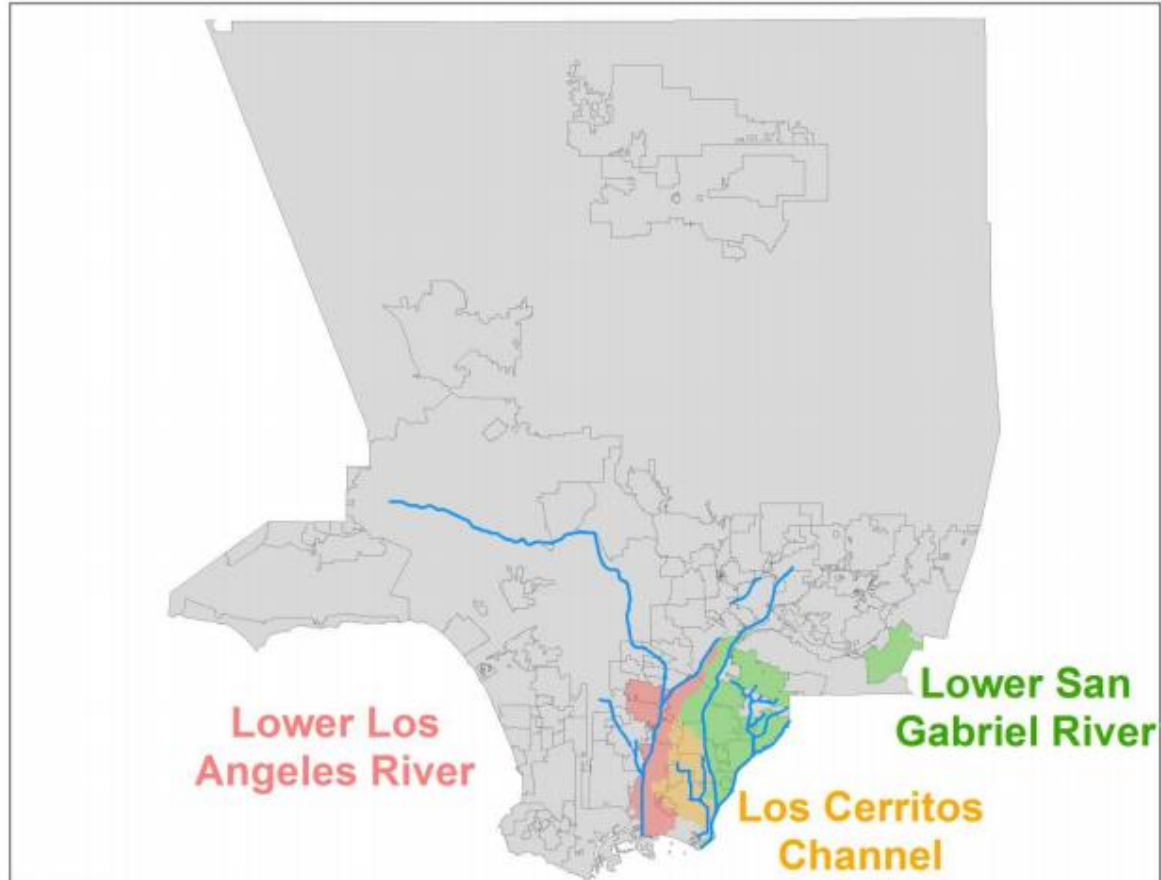 Lower Los
Angeles River
Lower San
Gabriel River
Los Cerritos
Channel